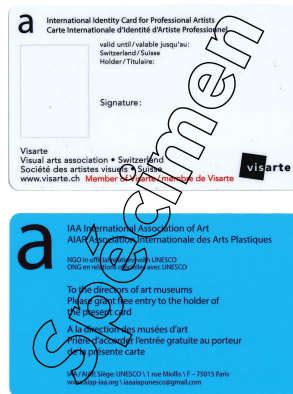 a International Identity Card for Professional Artists
Carte Internationale d'Identité d'Artiste Professionnel
valid until / valable jusqu'au:
Switzerland / Suisse
Holder / Titulaire:
Signature:
Visarte
Visual arts association • Switzerland
Société des artistes visuels • Suisse
www.visarte.ch Member of Visarte / membre de Visarte
visarte
Specimen
a IAA International Association of Art
AIAP Association Internationale des Arts Plastiques
NGO in official relations with UNESCO
ONG en relations officielles avec UNESCO
To the directors of art museums
Please grant free entry to the holder of
the present card
A la direction des musées d'art
Prière d'accorder l'entrée gratuite au porteur
de la présente carte
IAA / AIAP, Siège: UNESCO \ 1 rue Miollis \ F – 75015 Paris
www.aiap-iaa.org \ iaaaiapunesco@gmail.com